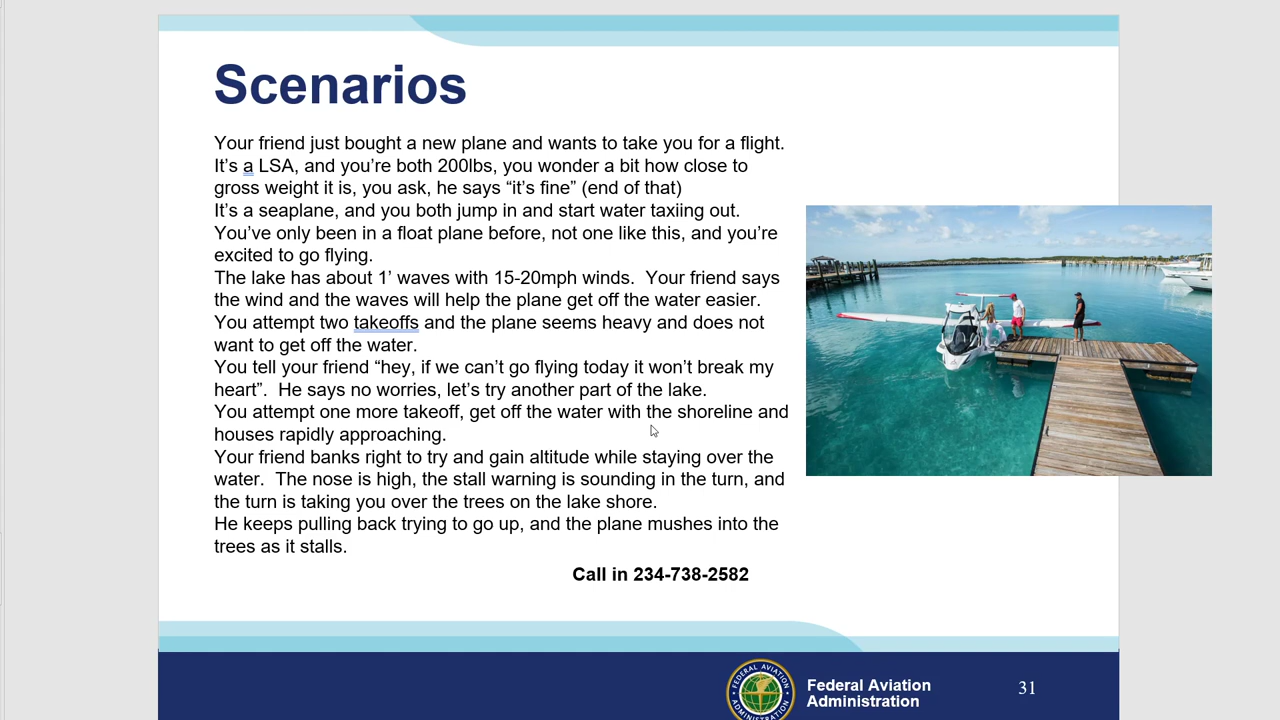 Scenarios
Your friend just bought a new plane and wants to take you for a flight.
It’s a LSA, and you’re both 200lbs, you wonder a bit how close to
gross weight it is, you ask, he says “it’s fine” (end of that)
It’s a seaplane, and you both jump in and start water taxiing out.
You’ve only been in a float plane before, not one like this, and you’re
excited to go flying.
The lake has about 1’ waves with 15-20mph winds.  Your friend says
the wind and the waves will help the plane get off the water easier.
You attempt two takeoffs and the plane seems heavy and does not
want to get off the water.
You tell your friend “hey, if we can’t go flying today it won’t break my
heart”.  He says no worries, let’s try another part of the lake.
You attempt one more takeoff, get off the water with the shoreline and
houses rapidly approaching.
Your friend banks right to try and gain altitude while staying over the
water.  The nose is high, the stall warning is sounding in the turn, and
the turn is taking you over the trees on the lake shore.
He keeps pulling back trying to go up, and the plane mushes into the
trees as it stalls.
Call in 234-738-2582
FEDERAL AVIATION
ADMINISTRATION
Federal Aviation
Administration
31